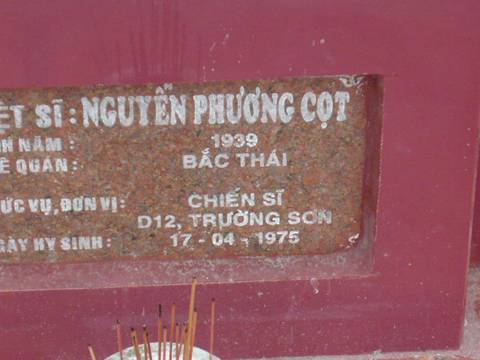 ỆT SĨ : NGUYỄN PHƯƠNG CỘT
NH NĂM : 1939
Ê QUÁN : BẮC THÁI
ỨC VỤ, ĐƠN VỊ : CHIẾN SĨ
D12, TRƯỜNG SƠN
GÀY HY SINH : 17 - 04 - 1975